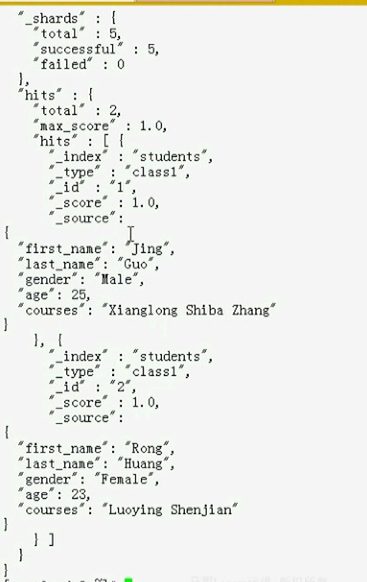 "_shards" : {
"total" : 5,
"successful" : 5,
"failed" : 0
},
"hits" : {
"total" : 2,
"max_score" : 1.0,
"hits" : [ {
"_index" : "students",
"_type" : "class1",
"_id" : "1",
"_score" : 1.0,
"_source":
{
"first_name": "Jing",
"last_name": "Guo",
"gender": "Male",
"age": 25,
"courses": "Xianglong Shiba Zhang"
}
}, {
"_index" : "students",
"_type" : "class1",
"_id" : "2",
"_score" : 1.0,
"_source":
{
"first_name": "Rong",
"last_name": "Huang",
"gender": "Female",
"age": 23,
"courses": "Luoying Shenjian"
}
} ]
}
}